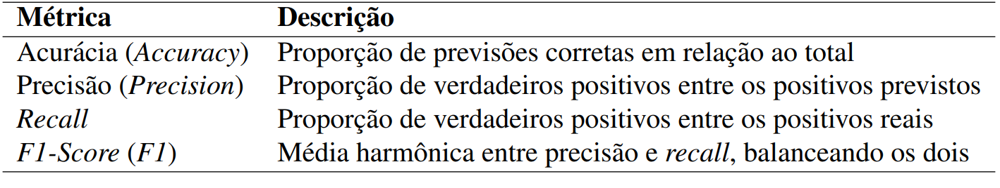 Métrica Descrição
Acurácia (Accuracy) Proporção de previsões corretas em relação ao total
Precisão (Precision) Proporção de verdadeiros positivos entre os positivos previstos
Recall Proporção de verdadeiros positivos entre os positivos reais
F1-Score (F1) Média harmônica entre precisão e recall, balanceando os dois